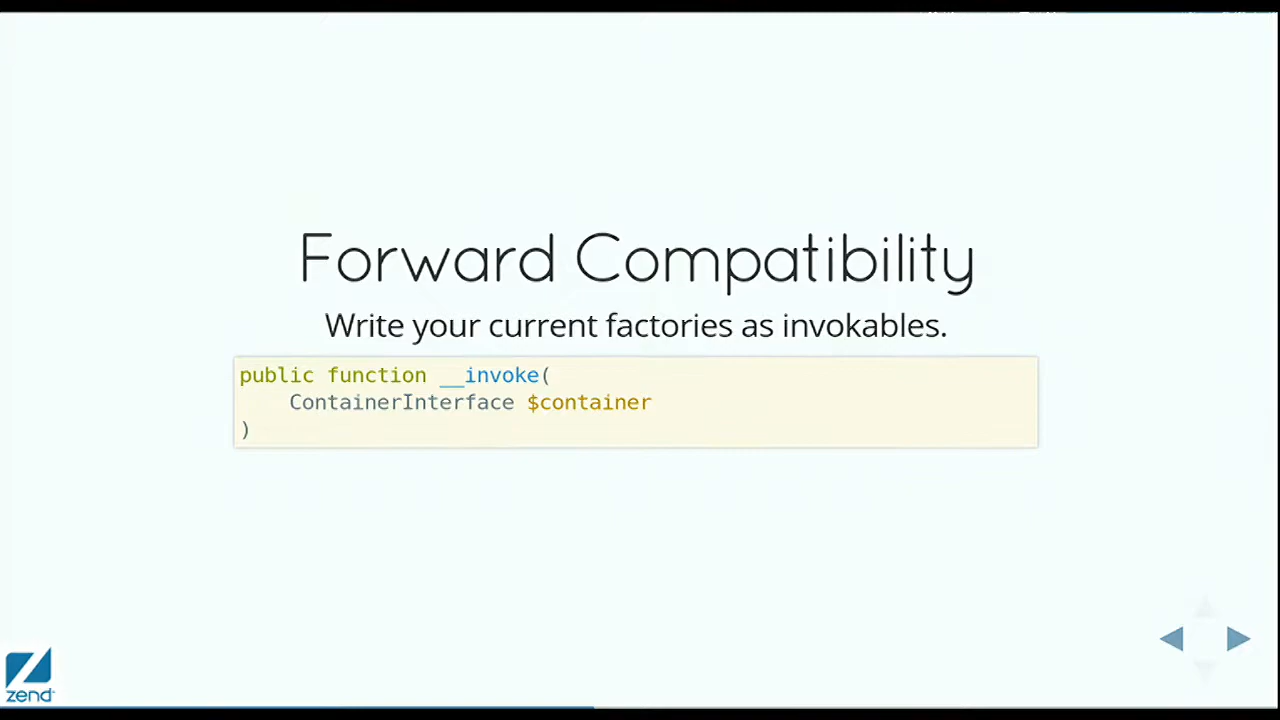 Forward Compatibility
Write your current factories as invokables.
public function __invoke(
    ContainerInterface $container
)
zend